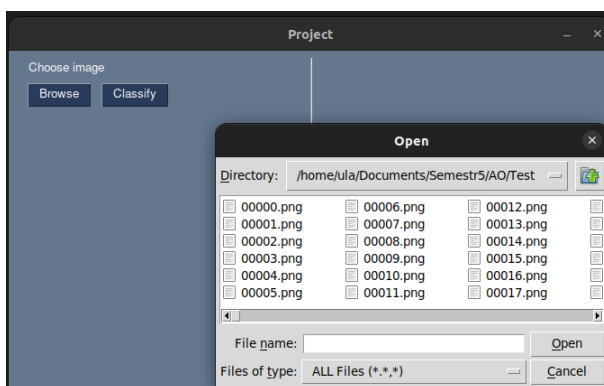 Project
Choose image
Browse Classify
Open
Directory: /home/ula/Documents/Semestr5/AO/Test
00000.png 00006.png 00012.png
00001.png 00007.png 00013.png
00002.png 00008.png 00014.png
00003.png 00009.png 00015.png
00004.png 00010.png 00016.png
00005.png 00011.png 00017.png
File name: Open
Files of type: ALL Files (*.*,*) Cancel